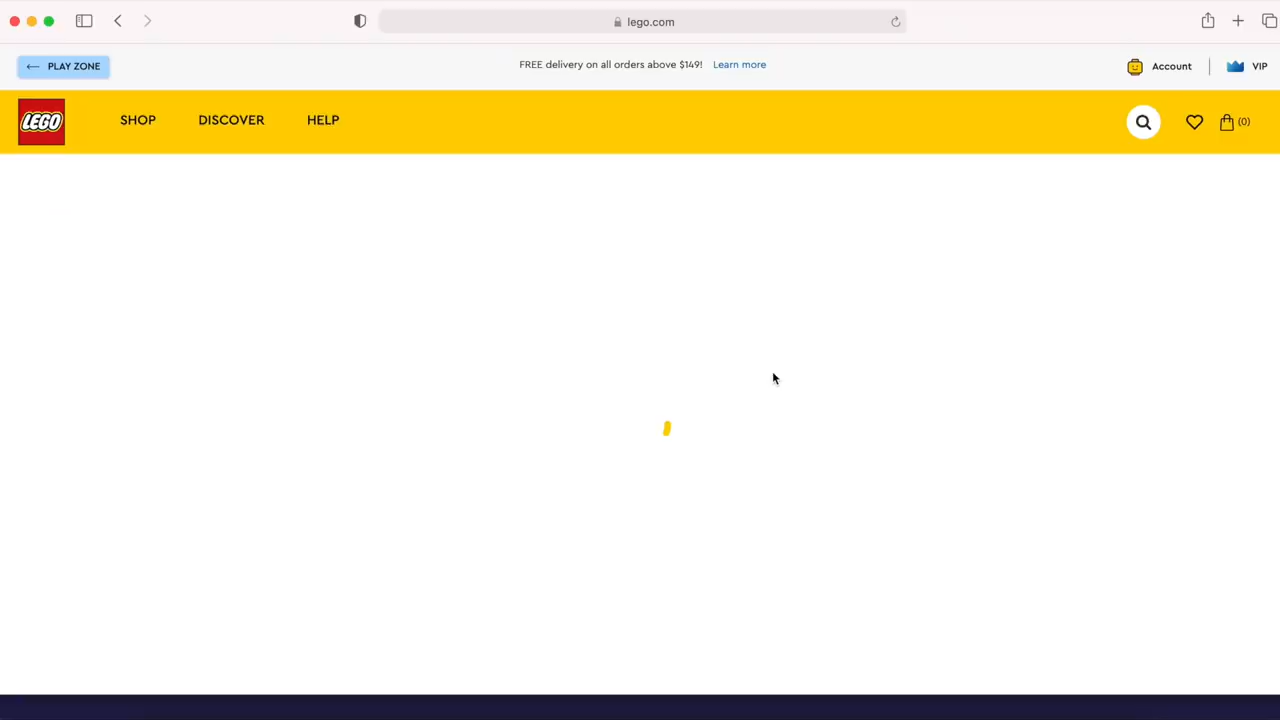 lego.com
PLAY ZONE
FREE delivery on all orders above $149! Learn more
Account
VIP
LEGO
SHOP
DISCOVER
HELP
(0)